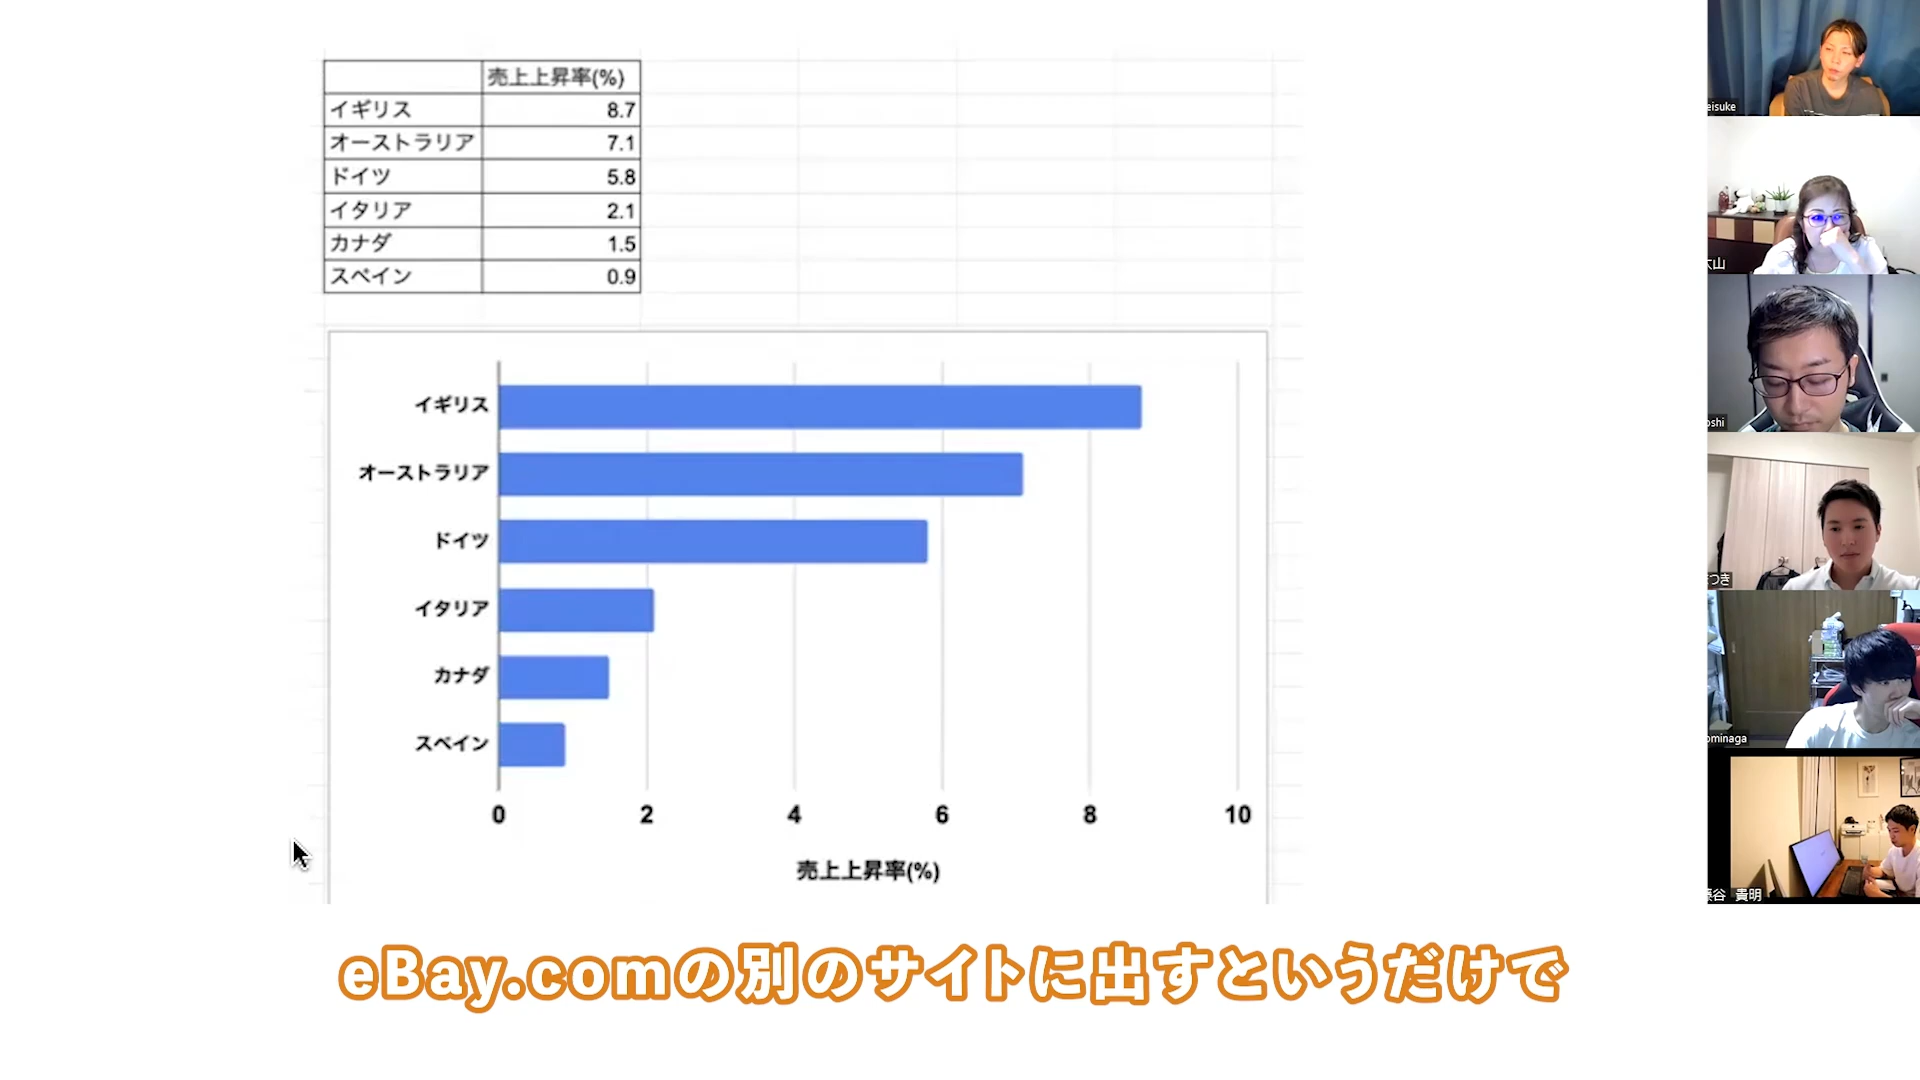 売上上昇率(%)
イギリス 8.7
オーストラリア 7.1
ドイツ 5.8
イタリア 2.1
カナダ 1.5
スペイン 0.9
イギリス
オーストラリア
ドイツ
イタリア
カナダ
スペイン
0 2 4 6 8 10
売上上昇率(%)
eBay.comの別のサイトに出すというだけで
eisuke
大山
oshi
つき
ominaga
谷 貴明